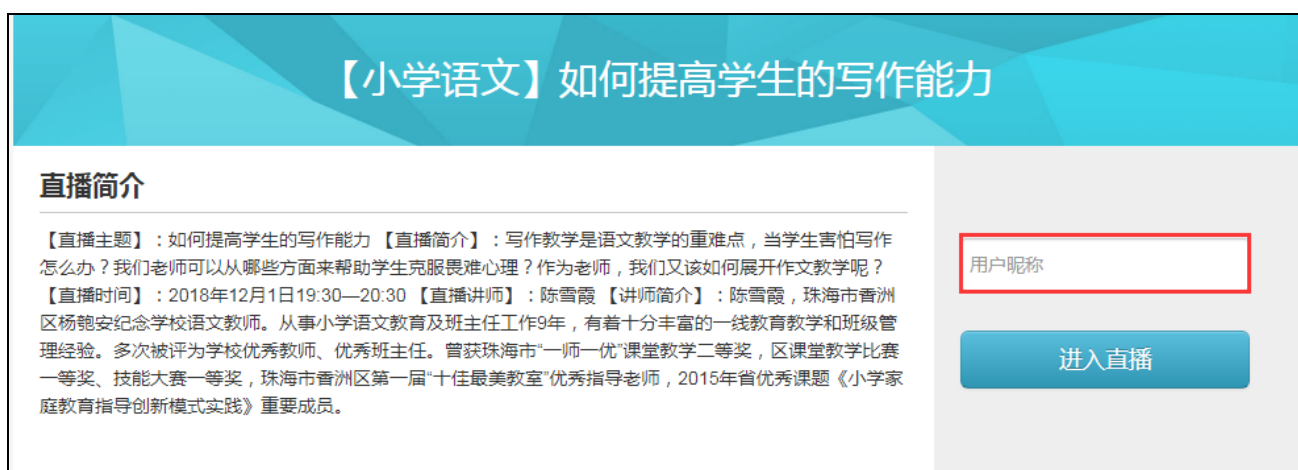 【小学语文】如何提高学生的写作能力
直播简介
【直播主题】：如何提高学生的写作能力 【直播简介】：写作教学是语文教学的重难点，当学生害怕写作
怎么办？我们老师可以从哪些方面来帮助学生克服畏难心理？作为老师，我们又该如何展开作文教学呢？
【直播时间】：2018年12月1日19:30—20:30 【直播讲师】：陈雪霞 【讲师简介】：陈雪霞，珠海市香洲
区杨匏安纪念学校语文教师。从事小学语文教育及班主任工作9年，有着十分丰富的一线教育教学和班级管
理经验。多次被评为学校优秀教师、优秀班主任。曾获珠海市“一师一优”课堂教学二等奖，区课堂教学比赛
一等奖、技能大赛一等奖，珠海市香洲区第一届“十佳最美教室”优秀指导老师，2015年省优秀课题《小学家
庭教育指导创新模式实践》重要成员。
用户昵称
进入直播